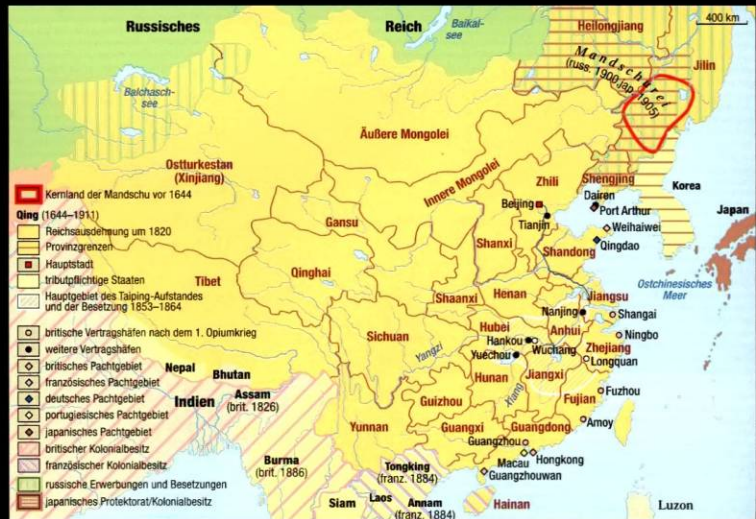 Russisches Reich
Baikal-
see
Heilongjiang
400 km
Mandschurei
(russ. 1900 jap. 1905)
Jilin
Balchasch-
see
Äußere Mongolei
Ostturkestan
(Xinjiang)
Innere Mongolei
Zhili
Shengjing
Korea
Japan
Beijing
Tianjin
Dairen
Port Arthur
Weihaiwei
Qingdao
Gansu
Shanxi
Shandong
Ostchinesisches
Meer
Qinghai
Tibet
Shaanxi
Henan
Jiangsu
Nanjing
Shangai
Sichuan
Hubei
Anhui
Ningbo
Hankou
Wuchang
Zhejiang
Yangzi
Yuechou
Longquan
Nepal
Bhutan
Hunan
Xiang
Jiangxi
Fuzhou
Indien
Assam
(brit. 1826)
Guizhou
Fujian
Yunnan
Guangxi
Guangdong
Amoy
Guangzhou
Burma
(brit. 1886)
Tongking
(franz. 1884)
Macau
Hongkong
Guangzhouwan
Siam
Laos
Annam
(franz. 1884)
Hainan
Luzon
Kernland der Mandschu vor 1644
Qing (1644–1911)
Reichsausdehnung um 1820
Provinzgrenzen
Hauptstadt
tributpflichtige Staaten
Hauptgebiet des Taiping-Aufstandes
und der Besetzung 1853–1864
britische Vertragshäfen nach dem 1. Opiumkrieg
weitere Vertragshäfen
britisches Pachtgebiet
französisches Pachtgebiet
deutsches Pachtgebiet
portugiesisches Pachtgebiet
japanisches Pachtgebiet
britischer Kolonialbesitz
französischer Kolonialbesitz
russische Erwerbungen und Besetzungen
japanisches Protektorat/Kolonialbesitz